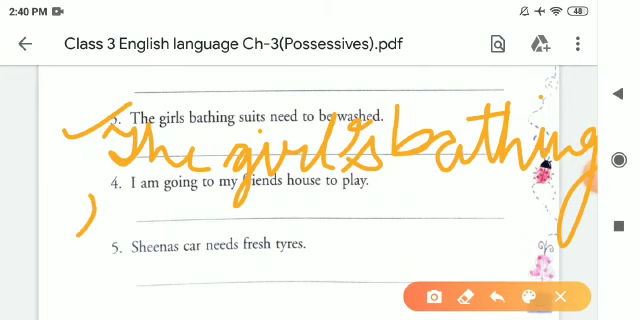 2:40 PM 48
Class 3 English language Ch-3(Possessives).pdf
3. The girls bathing suits need to be washed.
The girl's bathing
4. I am going to my friends house to play.
5. Sheenas car needs fresh tyres.